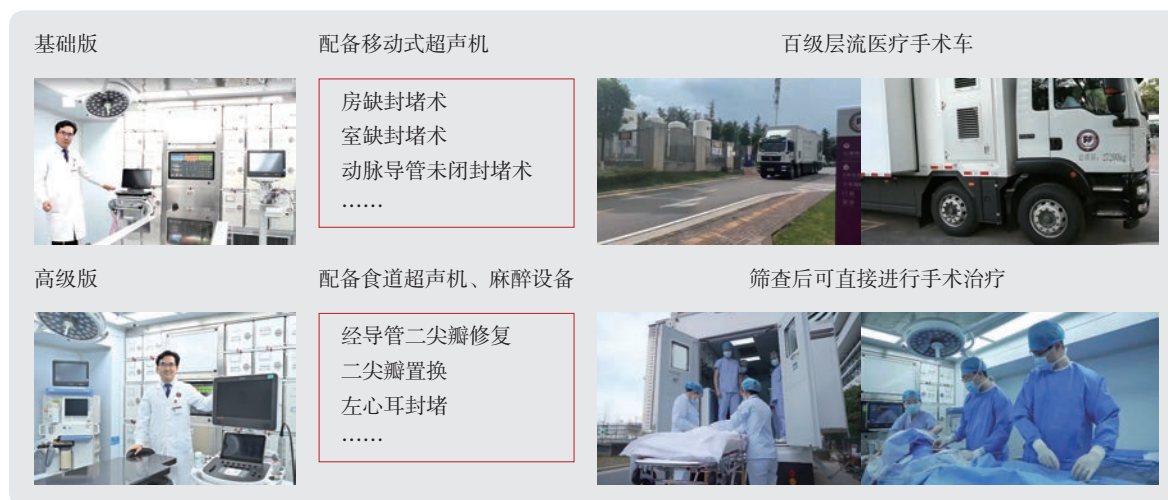 基础版
配备移动式超声机
百级层流医疗手术车
房缺封堵术
室缺封堵术
动脉导管未闭封堵术
……
高级版
配备食道超声机、麻醉设备
筛查后可直接进行手术治疗
经导管二尖瓣修复
二尖瓣置换
左心耳封堵
……